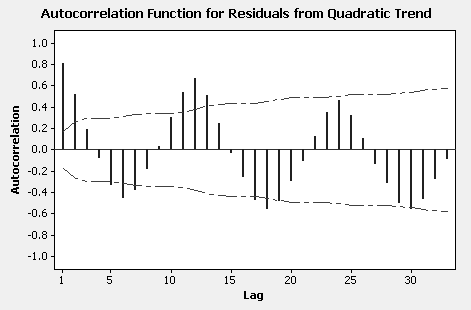 Autocorrelation Function for Residuals from Quadratic Trend
1.0
0.8
0.6
0.4
0.2
0.0
-0.2
-0.4
-0.6
-0.8
-1.0
Autocorrelation
1 5 10 15 20 25 30
Lag